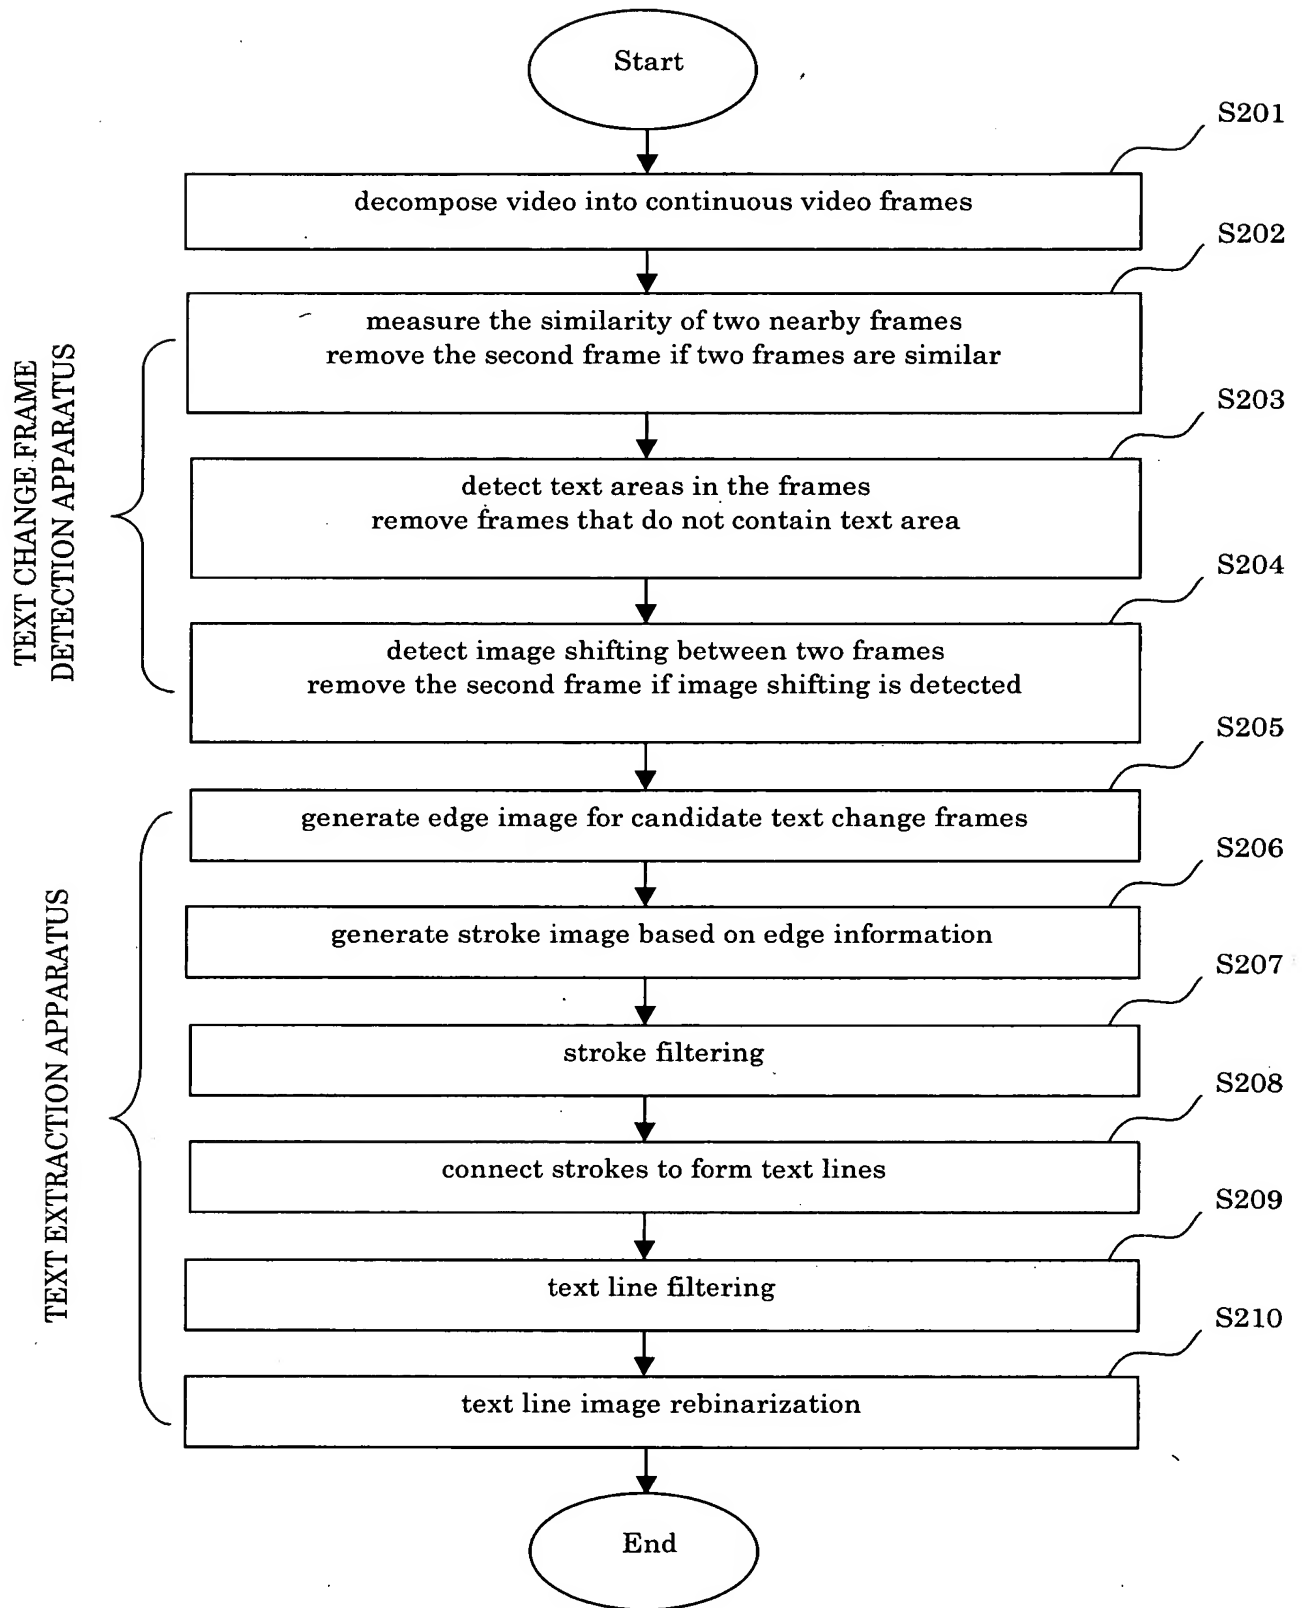 Start
S201
decompose video into continuous video frames
S202
measure the similarity of two nearby frames
remove the second frame if two frames are similar
S203
detect text areas in the frames
remove frames that do not contain text area
S204
detect image shifting between two frames
remove the second frame if image shifting is detected
TEXT CHANGE FRAME
DETECTION APPARATUS
S205
generate edge image for candidate text change frames
S206
generate stroke image based on edge information
S207
stroke filtering
S208
connect strokes to form text lines
S209
text line filtering
S210
text line image rebinarization
TEXT EXTRACTION APPARATUS
End